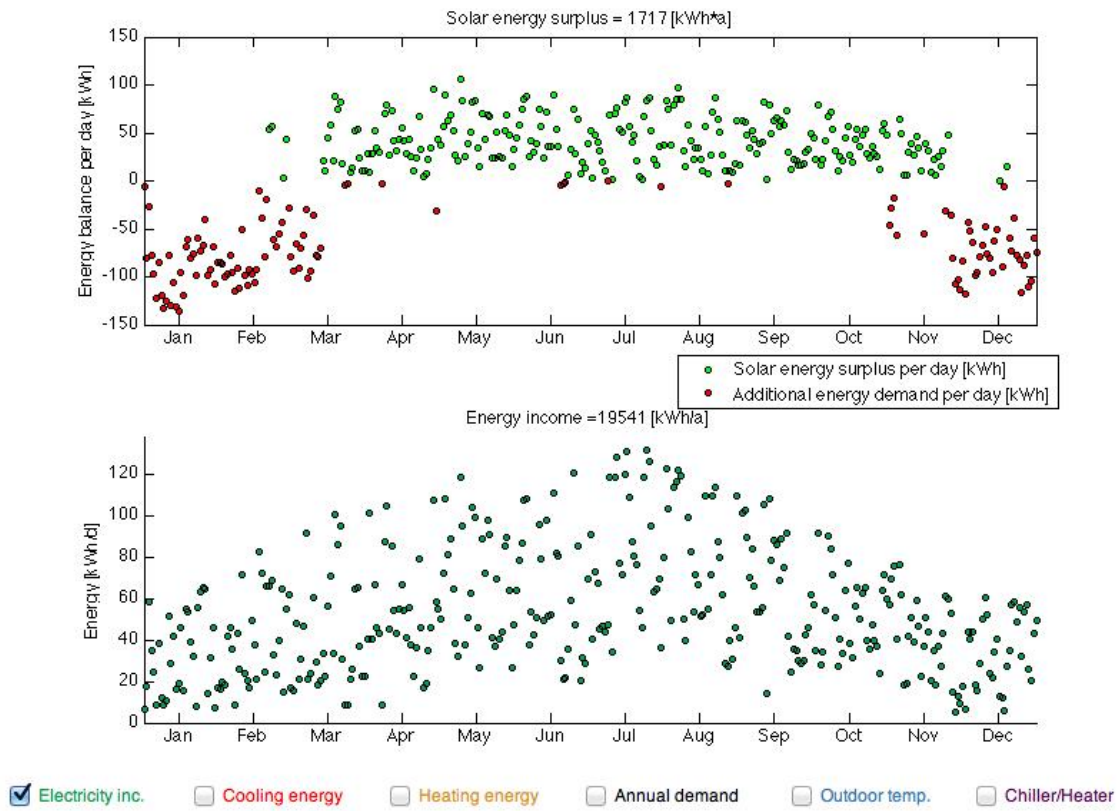 Solar energy surplus = 1717 [kWh*a]
Energy balance per day [kWh]
150
100
50
0
-50
-100
-150
Jan Feb Mar Apr May Jun Jul Aug Sep Oct Nov Dec
Solar energy surplus per day [kWh]
Additional energy demand per day [kWh]
Energy income =19541 [kWh/a]
Energy [kWh/d]
120
100
80
60
40
20
0
Jan Feb Mar Apr May Jun Jul Aug Sep Oct Nov Dec
Electricity inc. Cooling energy Heating energy Annual demand Outdoor temp. Chiller/Heater